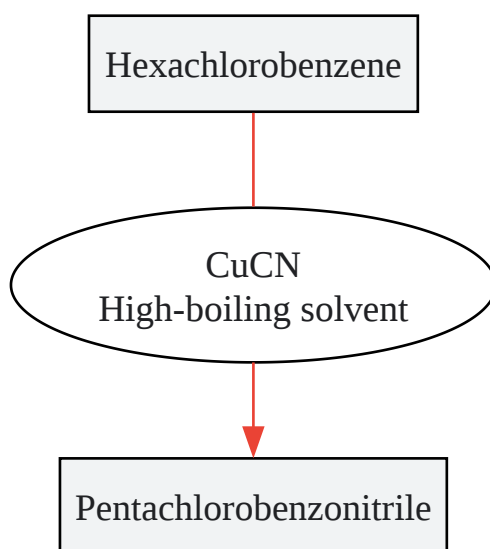 Hexachlorobenzene
CuCN
High-boiling solvent
Pentachlorobenzonitrile